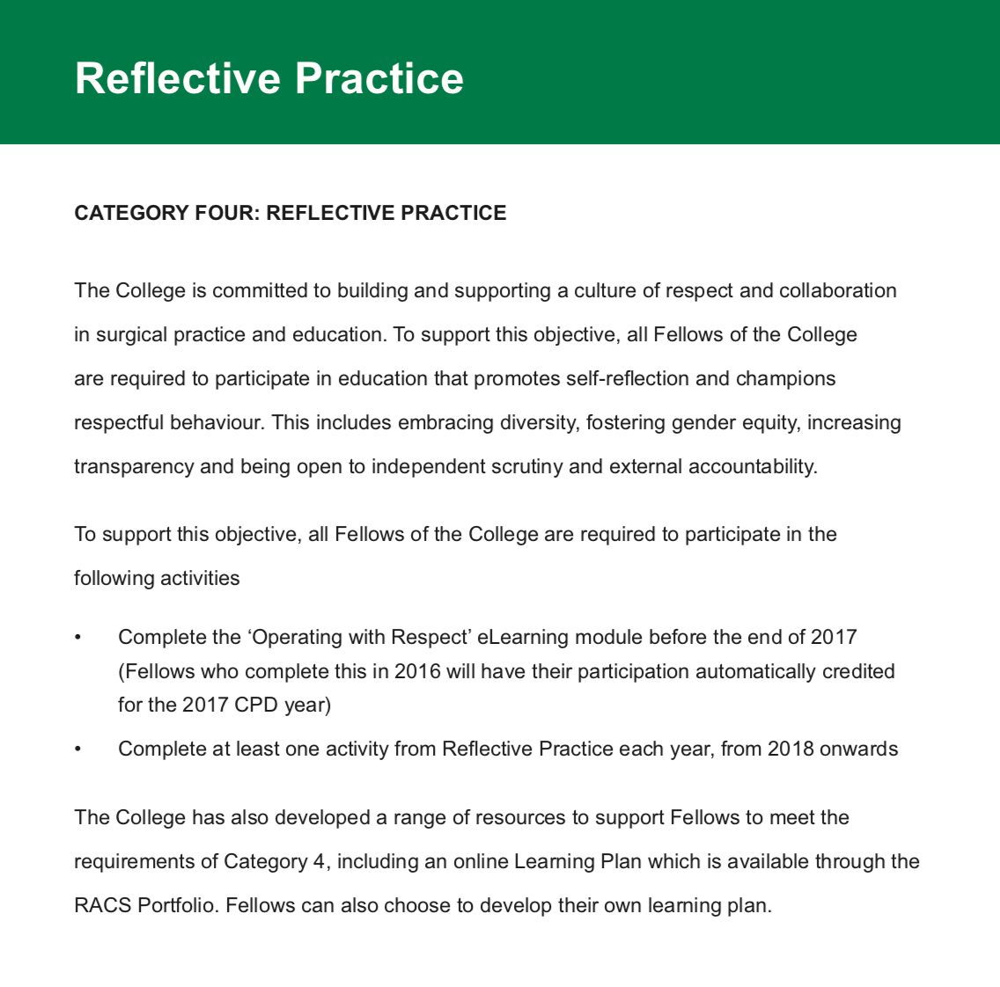 Reflective Practice
CATEGORY FOUR: REFLECTIVE PRACTICE
The College is committed to building and supporting a culture of respect and collaboration
in surgical practice and education. To support this objective, all Fellows of the College
are required to participate in education that promotes self-reflection and champions
respectful behaviour. This includes embracing diversity, fostering gender equity, increasing
transparency and being open to independent scrutiny and external accountability.
To support this objective, all Fellows of the College are required to participate in the
following activities
• Complete the ‘Operating with Respect’ eLearning module before the end of 2017
(Fellows who complete this in 2016 will have their participation automatically credited
for the 2017 CPD year)
• Complete at least one activity from Reflective Practice each year, from 2018 onwards
The College has also developed a range of resources to support Fellows to meet the
requirements of Category 4, including an online Learning Plan which is available through the
RACS Portfolio. Fellows can also choose to develop their own learning plan.